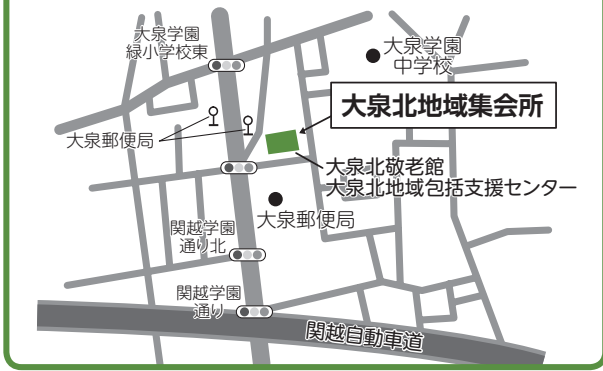 大泉学園
緑小学校東
大泉学園
中学校
大泉北地域集会所
大泉郵便局
大泉北敬老館
大泉北地域包括支援センター
大泉郵便局
関越学園
通り北
関越学園
通り
関越自動車道